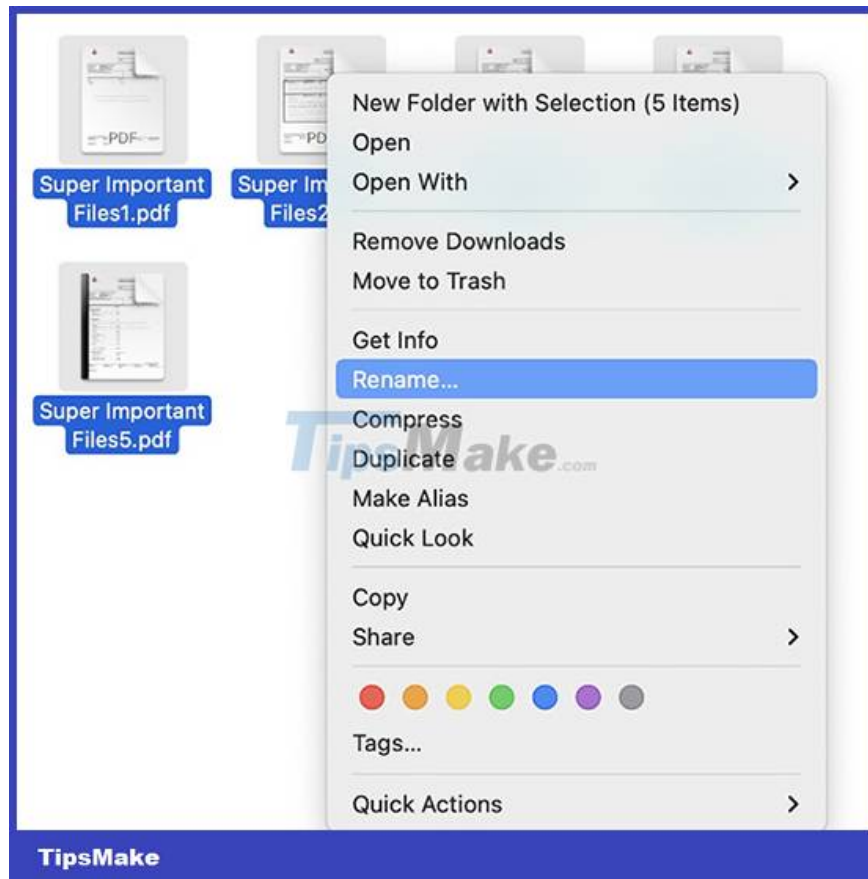 PDF
Super Important
Files1.pdf
PD
Super Im
Files2
Super Important
Files5.pdf
New Folder with Selection (5 Items)
Open
Open With
Remove Downloads
Move to Trash
Get Info
Rename...
Compress
Duplicate
Make Alias
Quick Look
Copy
Share
Tags...
Quick Actions
TipsMake.com
TipsMake